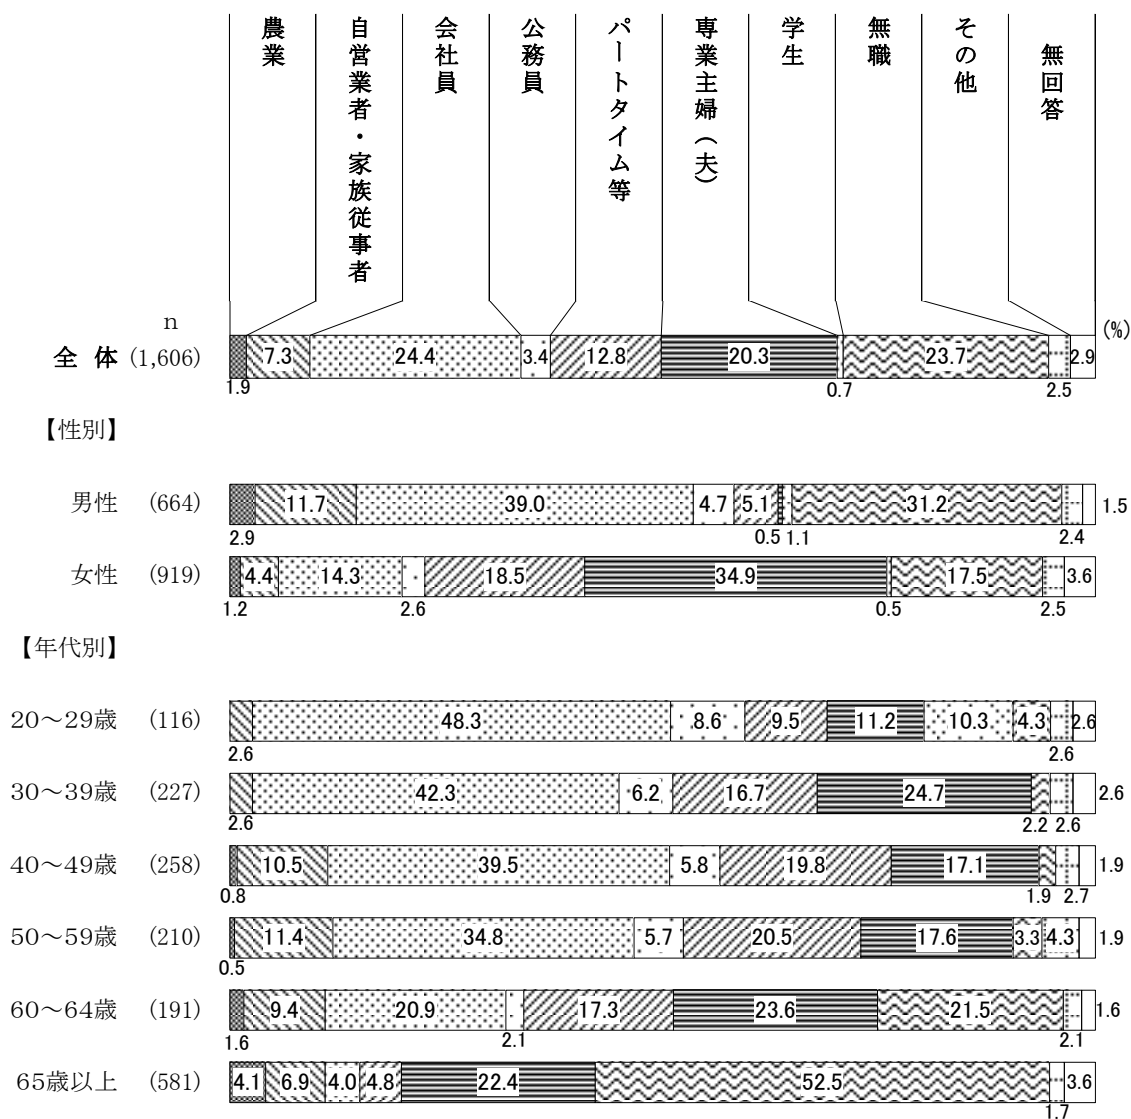 農業
自営業者・家族従事者
会社員
公務員
パートタイム等
専業主婦（夫）
学生
無職
その他
無回答
n
(%)
全 体 (1,606) 7.3 24.4 3.4 12.8 20.3 23.7 2.9
1.9 0.7 2.5
【性別】
男性 (664) 11.7 39.0 4.7 5.1 31.2 1.5
2.9 0.5 1.1 2.4
女性 (919) 4.4 14.3 18.5 34.9 17.5 3.6
1.2 2.6 0.5 2.5
【年代別】
20～29歳 (116) 48.3 8.6 9.5 11.2 10.3 4.3 2.6
2.6 2.6
30～39歳 (227) 42.3 6.2 16.7 24.7 2.6
2.6 2.2 2.6
40～49歳 (258) 10.5 39.5 5.8 19.8 17.1 1.9
0.8 1.9 2.7
50～59歳 (210) 11.4 34.8 5.7 20.5 17.6 3.3 4.3 1.9
0.5
60～64歳 (191) 9.4 20.9 17.3 23.6 21.5 1.6
1.6 2.1 2.1
65歳以上 (581) 4.1 6.9 4.0 4.8 22.4 52.5 3.6
1.7